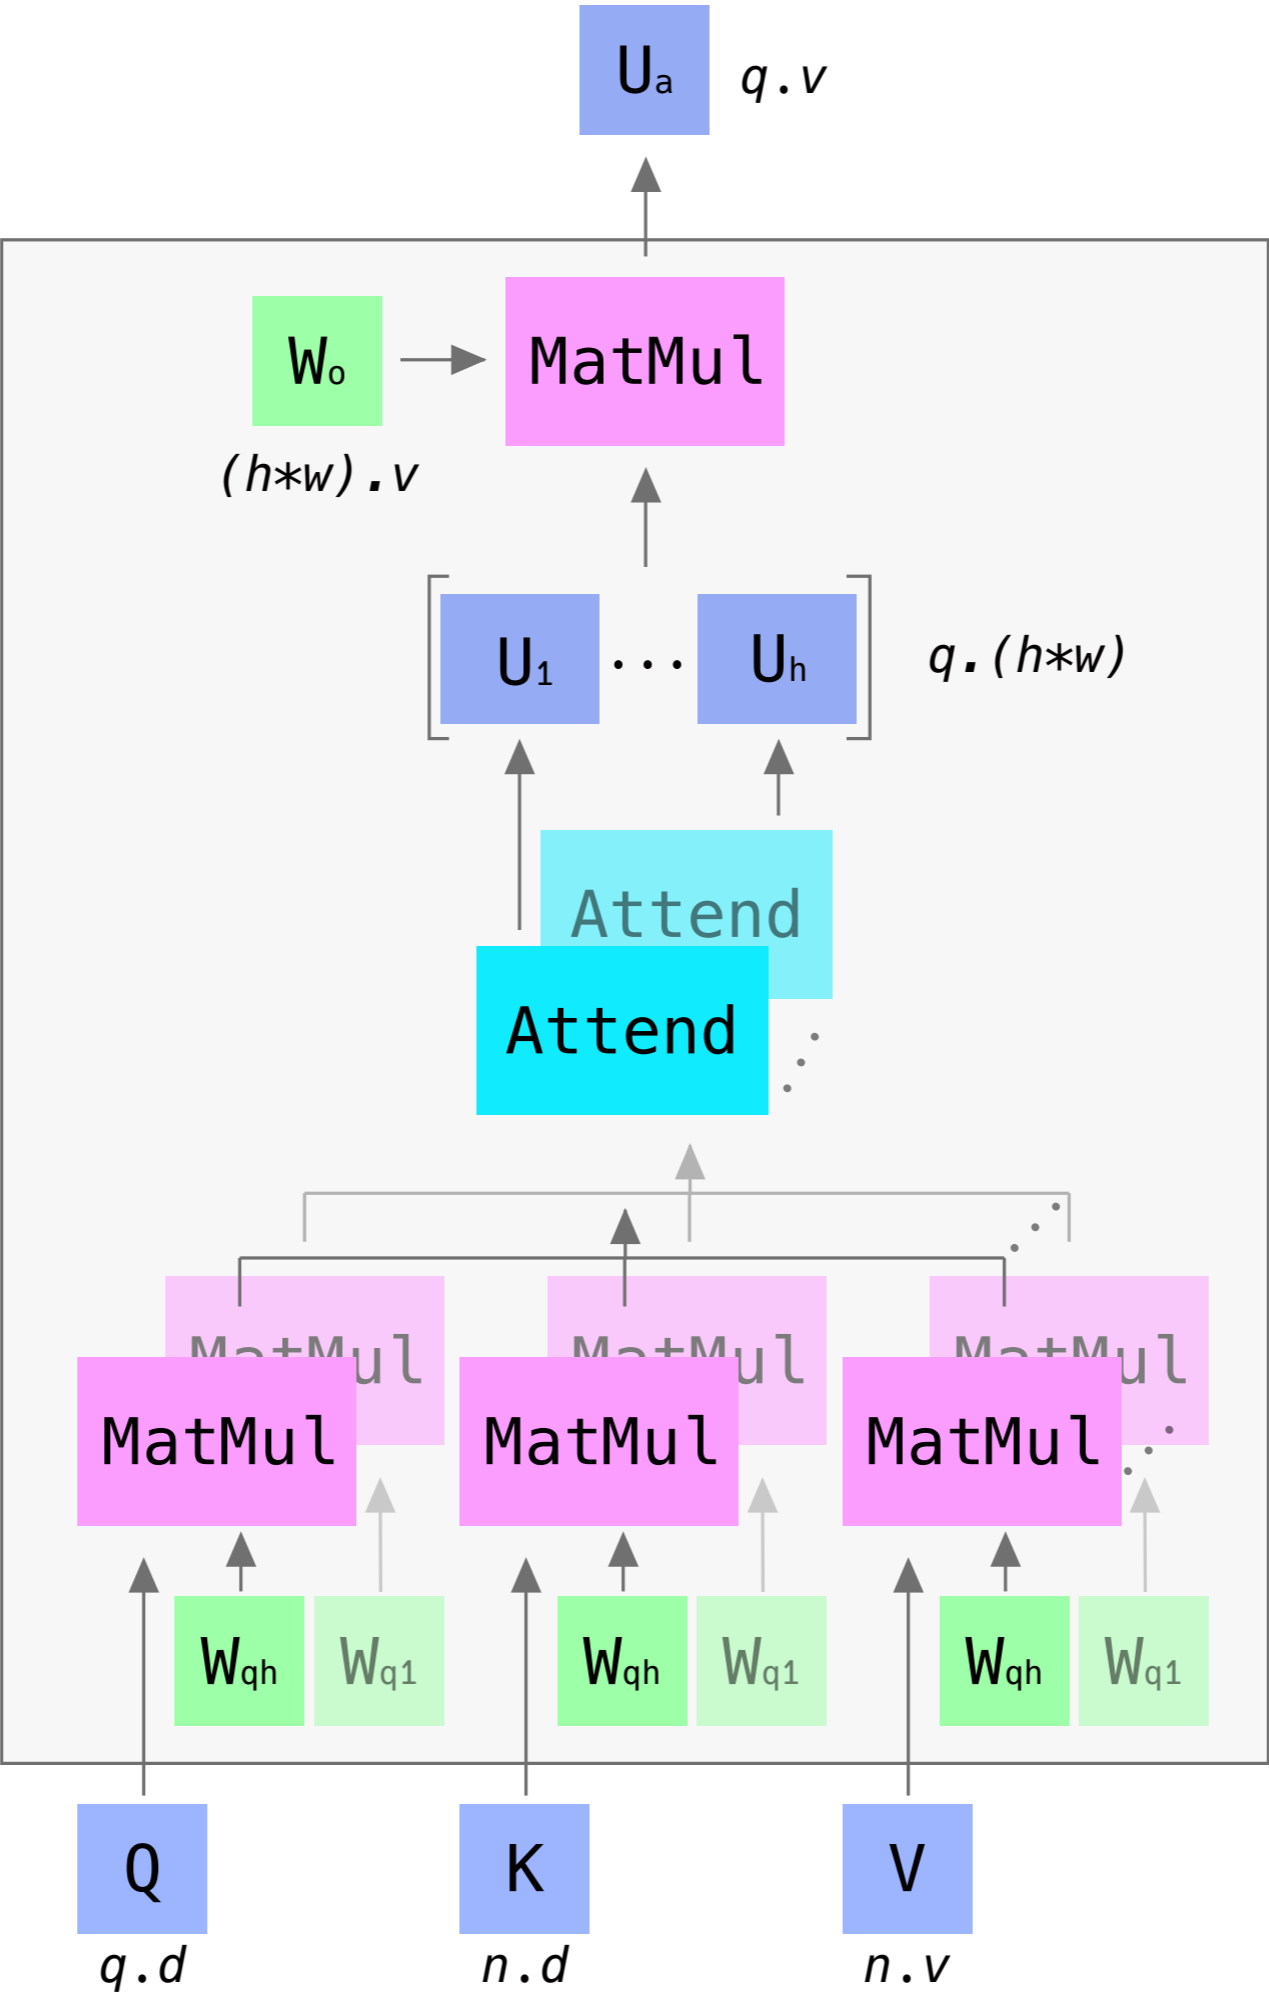 Ua q.v
Wo MatMul
(h*w).v
U1 ... Uh q.(h*w)
Attend
Attend
MatMul MatMul MatMul
MatMul MatMul MatMul
Wqh Wq1 Wqh Wq1 Wqh Wq1
Q K V
q.d n.d n.v